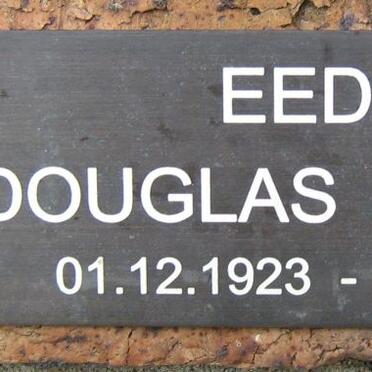 EED
DOUGLAS
01.12.1923 -